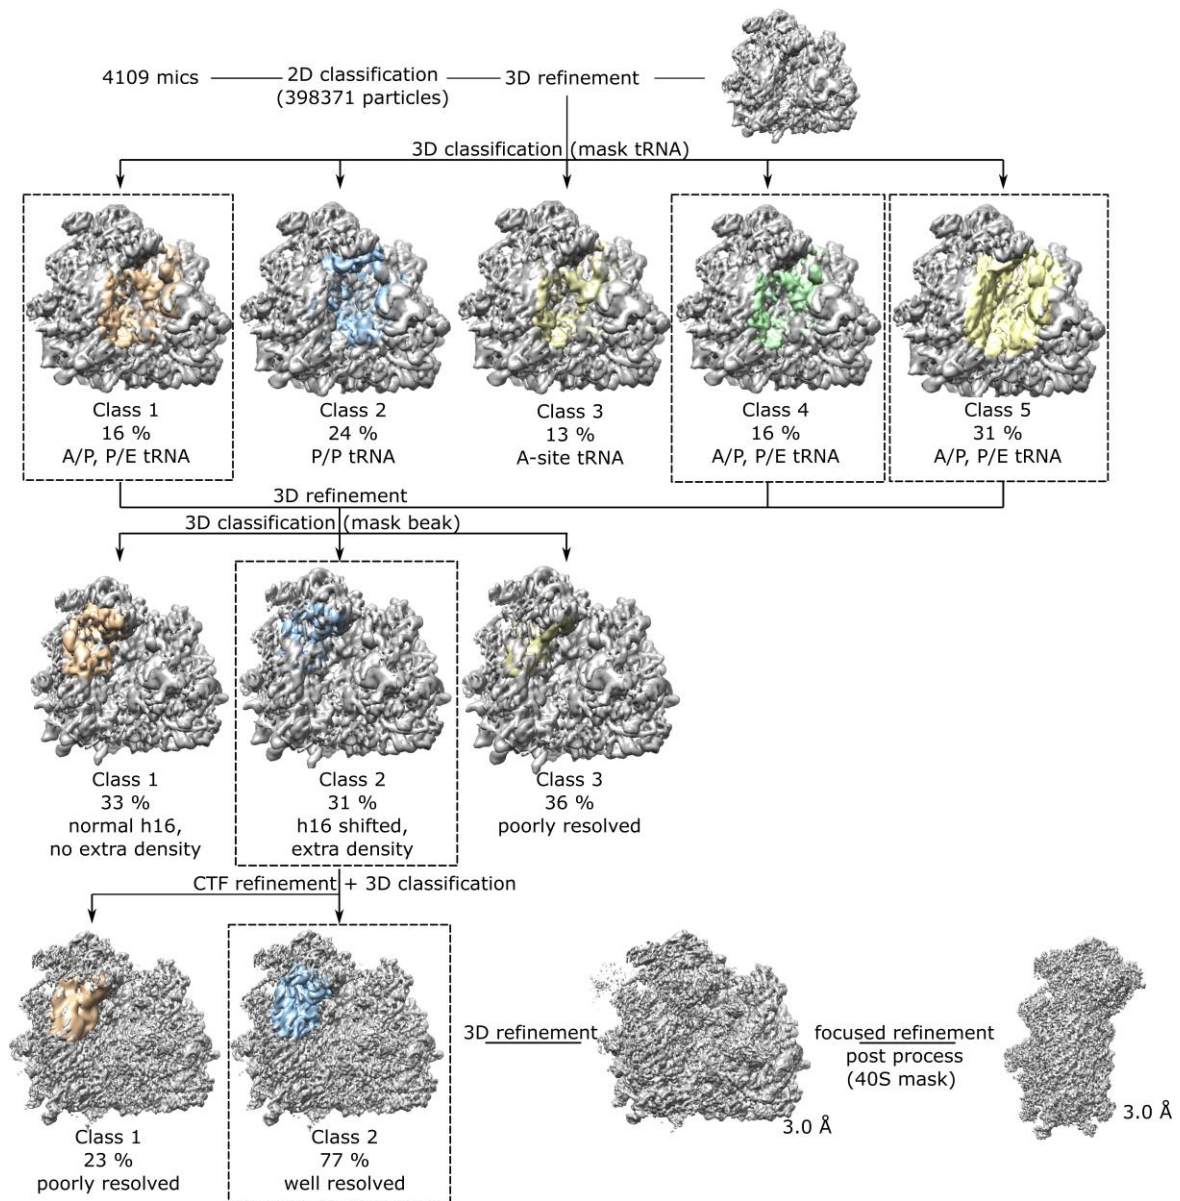 4109 mics
2D classification
(398371 particles)
3D refinement
3D classification (mask tRNA)
Class 1
16 %
A/P, P/E tRNA
Class 2
24 %
P/P tRNA
Class 3
13 %
A-site tRNA
Class 4
16 %
A/P, P/E tRNA
Class 5
31 %
A/P, P/E tRNA
3D refinement
3D classification (mask beak)
Class 1
33 %
normal h16,
no extra density
Class 2
31 %
h16 shifted,
extra density
Class 3
36 %
poorly resolved
CTF refinement + 3D classification
Class 1
23 %
poorly resolved
Class 2
77 %
well resolved
3D refinement
3.0 Å
focused refinement
post process
(40S mask)
3.0 Å